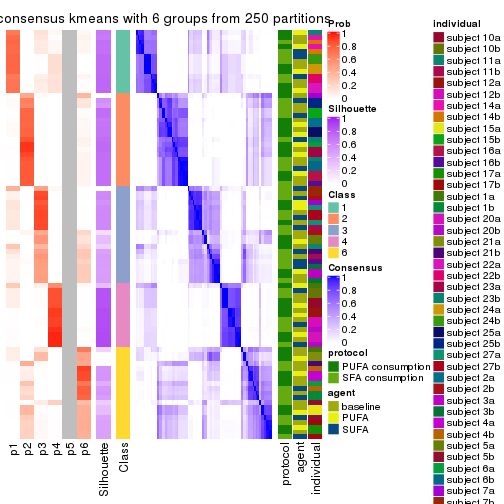 consensus kmeans with 6 groups from 250 partitions
Prob
1
0.8
0.6
0.4
0.2
0
Silhouette
1
0.8
0.6
0.4
0.2
0
Class
1
2
3
4
6
Consensus
1
0.8
0.6
0.4
0.2
0
protocol
PUFA consumption
SFA consumption
agent
baseline
PUFA
SUFA
individual
subject 10a
subject 10b
subject 11a
subject 11b
subject 12a
subject 12b
subject 14a
subject 14b
subject 15a
subject 15b
subject 16a
subject 16b
subject 17a
subject 17b
subject 1a
subject 1b
subject 20a
subject 20b
subject 21a
subject 21b
subject 22a
subject 22b
subject 23a
subject 23b
subject 24a
subject 24b
subject 25a
subject 25b
subject 27a
subject 27b
subject 2a
subject 2b
subject 3a
subject 3b
subject 4a
subject 4b
subject 5a
subject 5b
subject 6a
subject 6b
subject 7a
subject 7b
p1
p2
p3
p4
p5
p6
Silhouette
Class
protocol
agent
individual